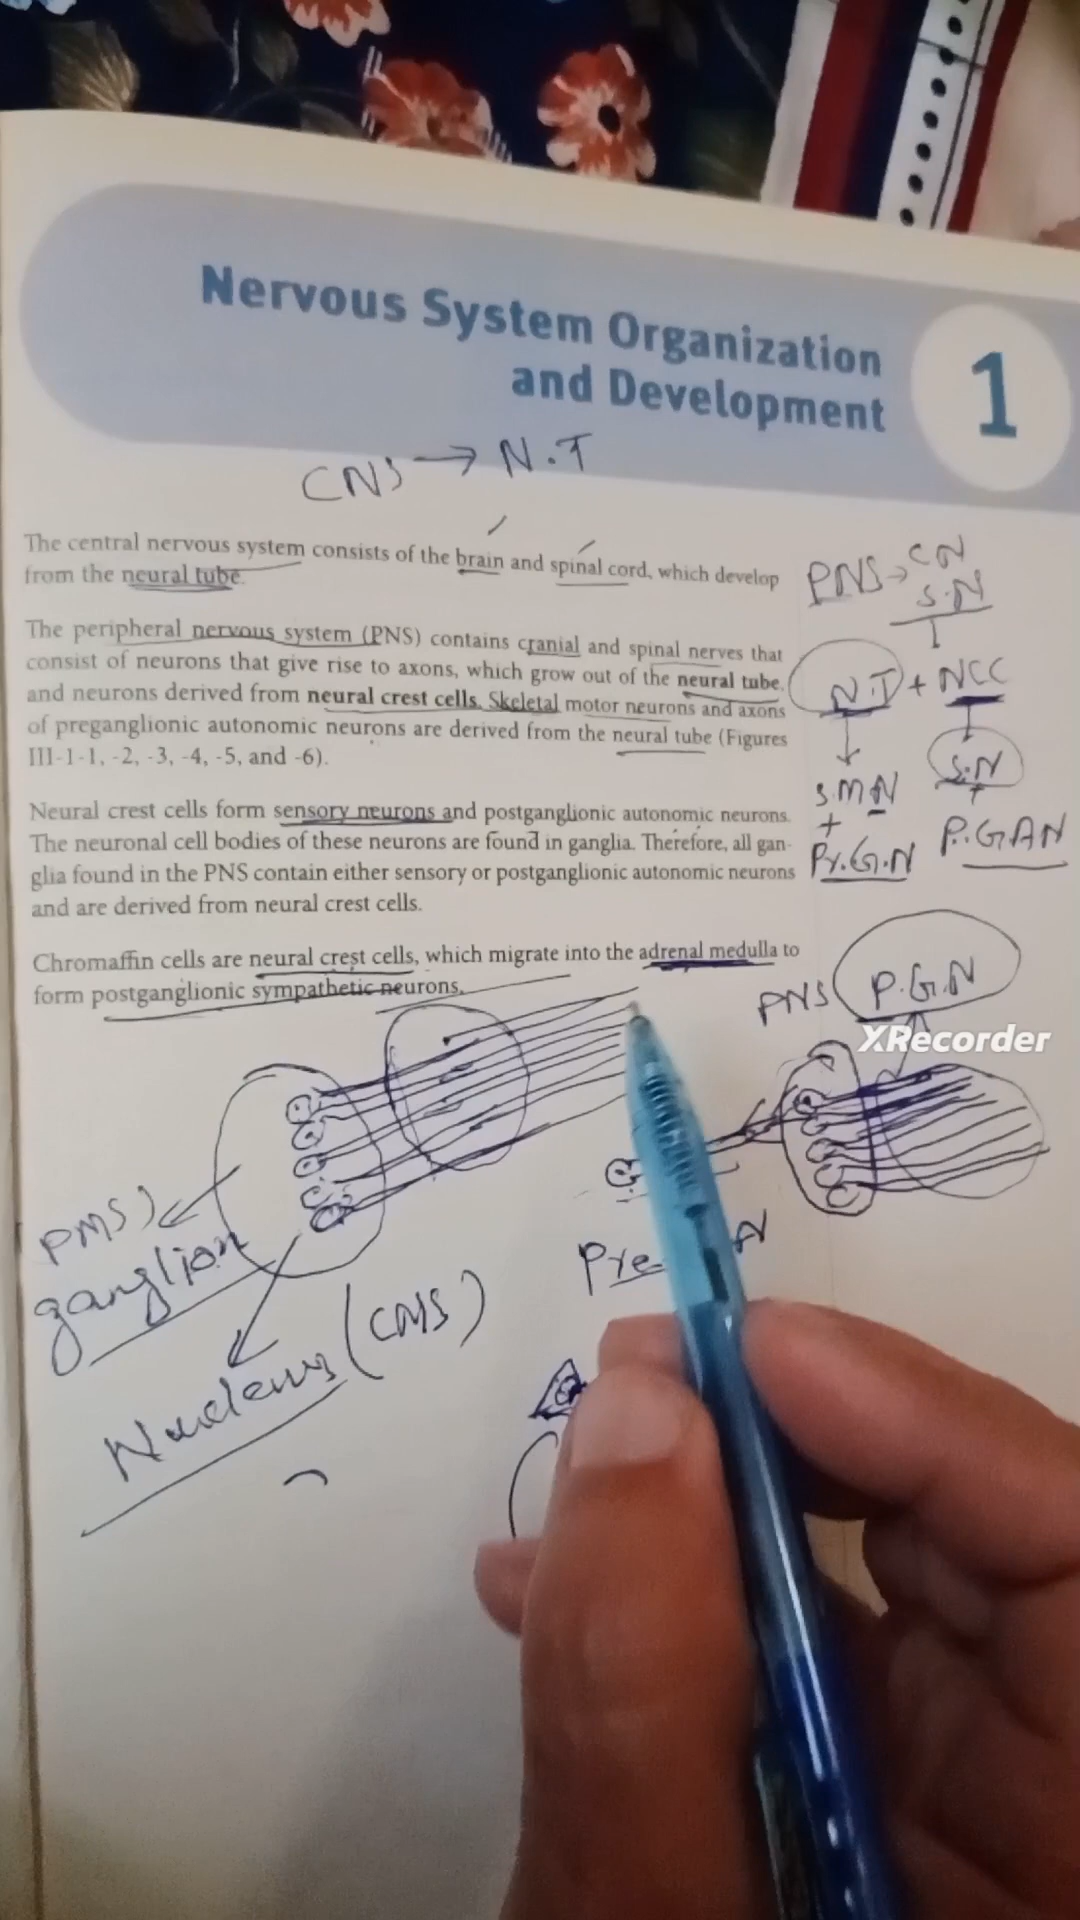 Nervous System Organization
and Development
1
CNS → N.T
The central nervous system consists of the brain and spinal cord, which develop
from the neural tube.
The peripheral nervous system (PNS) contains cranial and spinal nerves that
consist of neurons that give rise to axons, which grow out of the neural tube,
and neurons derived from neural crest cells. Skeletal motor neurons and axons
of preganglionic autonomic neurons are derived from the neural tube (Figures
III-1-1, -2, -3, -4, -5, and -6).
Neural crest cells form sensory neurons and postganglionic autonomic neurons.
The neuronal cell bodies of these neurons are found in ganglia. Therefore, all gan-
glia found in the PNS contain either sensory or postganglionic autonomic neurons
and are derived from neural crest cells.
Chromaffin cells are neural crest cells, which migrate into the adrenal medulla to
form postganglionic sympathetic neurons.
PNS → CN
S.N
N.T + NCC
S.N
S.M.N
+
+
Pr.G.N
P.GAN
PNS
P.G.N
XRecorder
PNS)
ganglion
Pre
N
Nucleus (CNS)